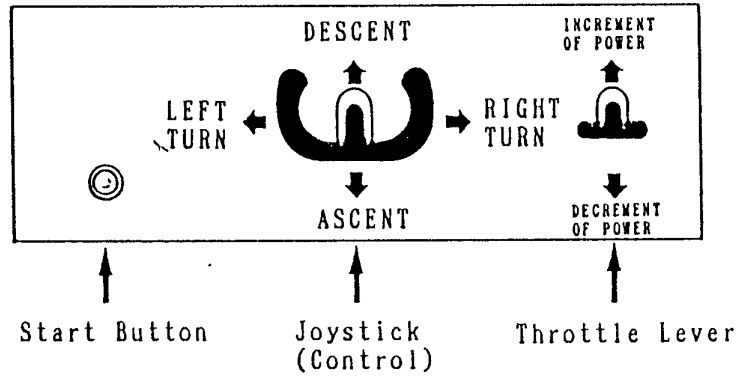 DESCENT
INCREMENT
OF POWER
LEFT
TURN
RIGHT
TURN
ASCENT
DECREMENT
OF POWER
Start Button
Joystick
(Control)
Throttle Lever